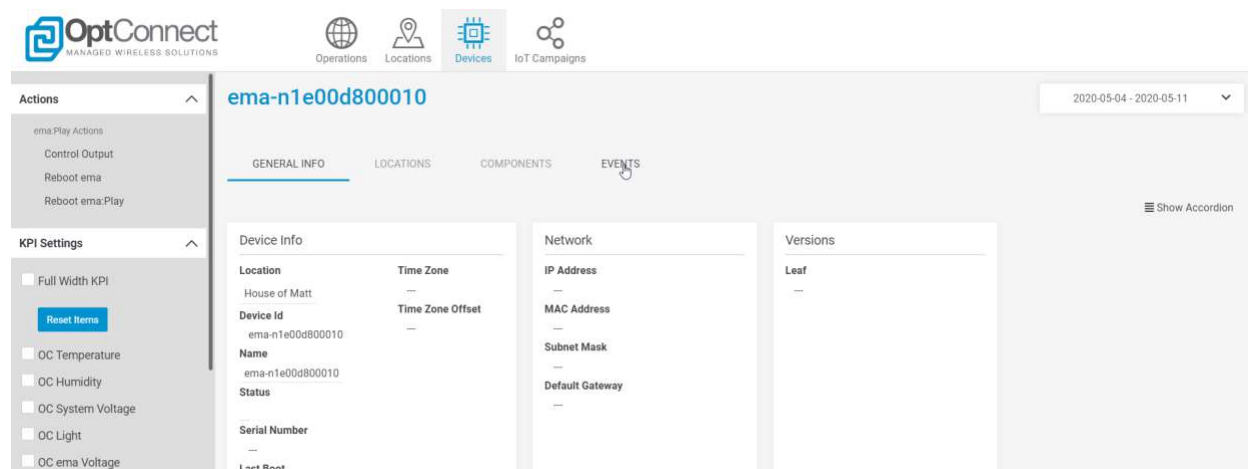 OptConnect
MANAGED WIRELESS SOLUTIONS
Operations
Locations
Devices
IoT Campaigns
Actions
ema:Play Actions
Control Output
Reboot ema
Reboot ema:Play
KPI Settings
Full Width KPI
Reset Items
OC Temperature
OC Humidity
OC System Voltage
OC Light
OC ema Voltage
ema-n1e00d800010
2020-05-04 - 2020-05-11
GENERAL INFO
LOCATIONS
COMPONENTS
EVENTS
Show Accordion
Device Info
Location
House of Matt
Device Id
ema-n1e00d800010
Name
ema-n1e00d800010
Status
Serial Number
---
Last Boot
Time Zone
---
Time Zone Offset
---
Network
IP Address
---
MAC Address
---
Subnet Mask
---
Default Gateway
---
Versions
Leaf
---